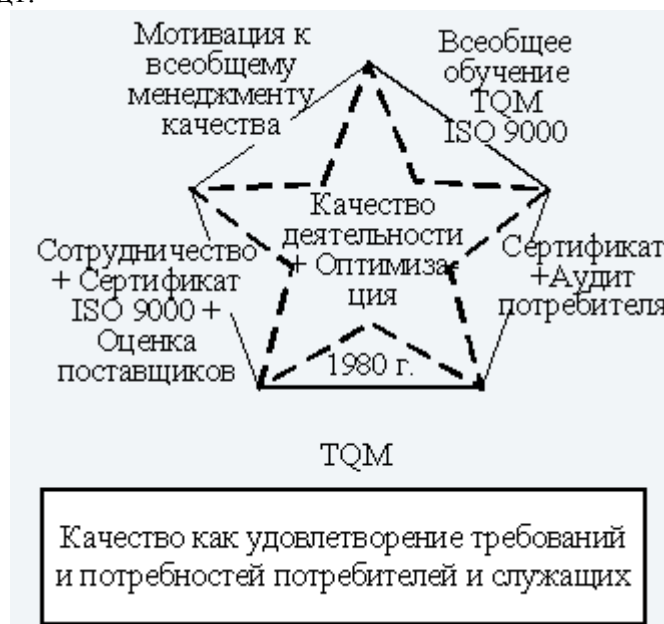 Мотивация к
всеобщему
менеджменту
качества
Всеобщее
обучение
TQM
ISO 9000
Качество
деятельности
+ Оптимиза-
ция
Сотрудничество
+ Сертификат
ISO 9000 +
Оценка
поставщиков
Сертификат
+Аудит
потребителя
1980 г.
TQM
Качество как удовлетворение требований
и потребностей потребителей и служащих